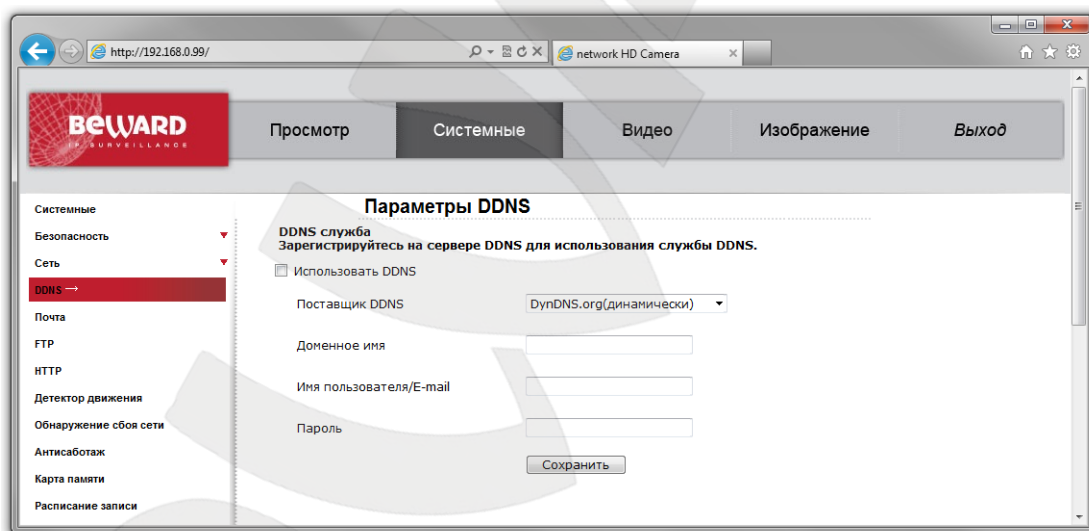 http://192.168.0.99/
network HD Camera
BEWARD
IP SURVEILLANCE
Просмотр
Системные
Видео
Изображение
Выход
Системные
Безопасность
Сеть
DDNS →
Почта
FTP
HTTP
Детектор движения
Обнаружение сбоя сети
Антисаботаж
Карта памяти
Расписание записи
Параметры DDNS
DDNS служба
Зарегистрируйтесь на сервере DDNS для использования службы DDNS.
Использовать DDNS
Поставщик DDNS
DynDNS.org(динамически)
Доменное имя
Имя пользователя/E-mail
Пароль
Сохранить